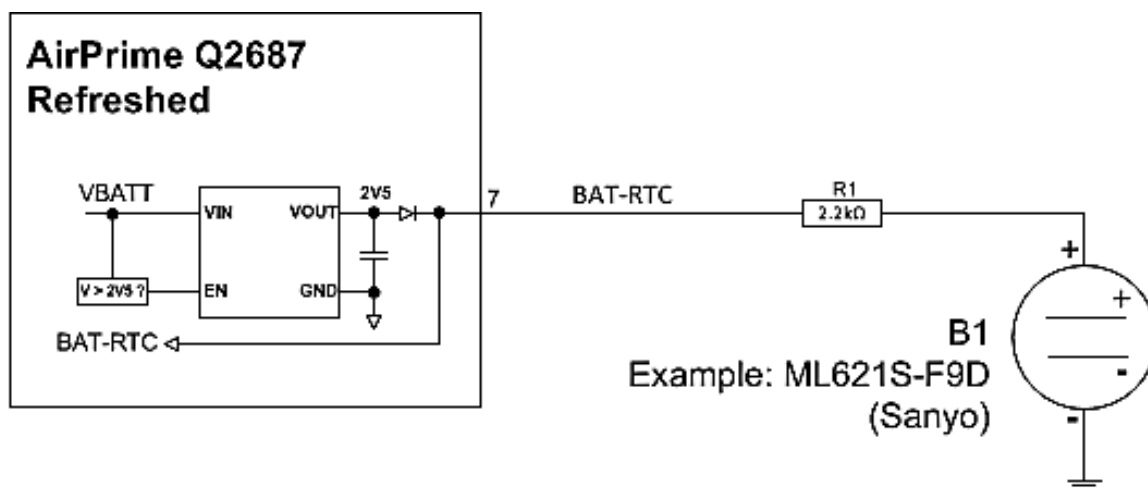 AirPrime Q2687
Refreshed
VBATT
VIN
VOUT
2V5
7
BAT-RTC
R1
2.2kΩ
V > 2V5 ?
EN
GND
BAT-RTC
+
+
-
-
B1
Example: ML621S-F9D
(Sanyo)